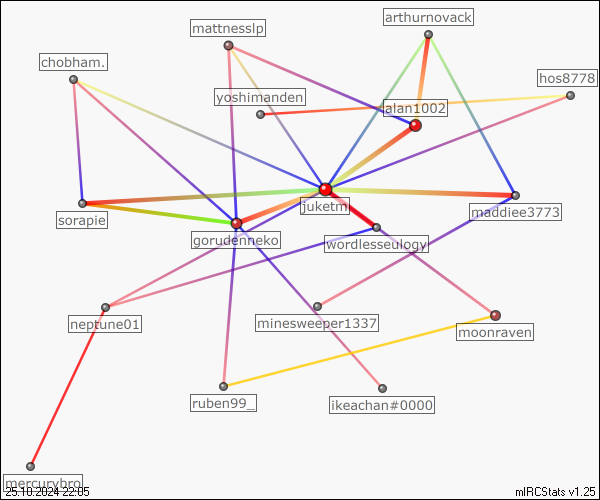 arthurnovack
mattnesslp
chobham.
hos8778
yoshimanden
alan1002
juketm
maddiee3773
sorapie
gorudenneko
wordlesseulogy
neptune01
minesweeper1337
moonraven
ruben99_
ikeachan#0000
mercurybro
25.10.2024 22:05
mIRCStats v1.25